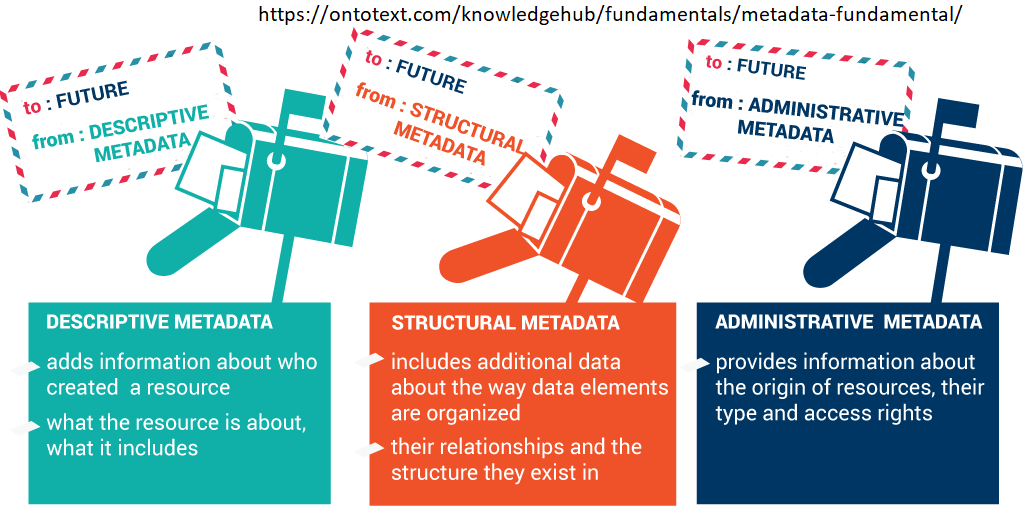 https://ontotext.com/knowledgehub/fundamentals/metadata-fundamental/
to : FUTURE
from : DESCRIPTIVE
METADATA
to : FUTURE
from : STRUCTURAL
METADATA
to : FUTURE
from : ADMINISTRATIVE
METADATA
DESCRIPTIVE METADATA
adds information about who
created a resource
what the resource is about,
what it includes
STRUCTURAL METADATA
includes additional data
about the way data elements
are organized
their relationships and the
structure they exist in
ADMINISTRATIVE METADATA
provides information about
the origin of resources, their
type and access rights